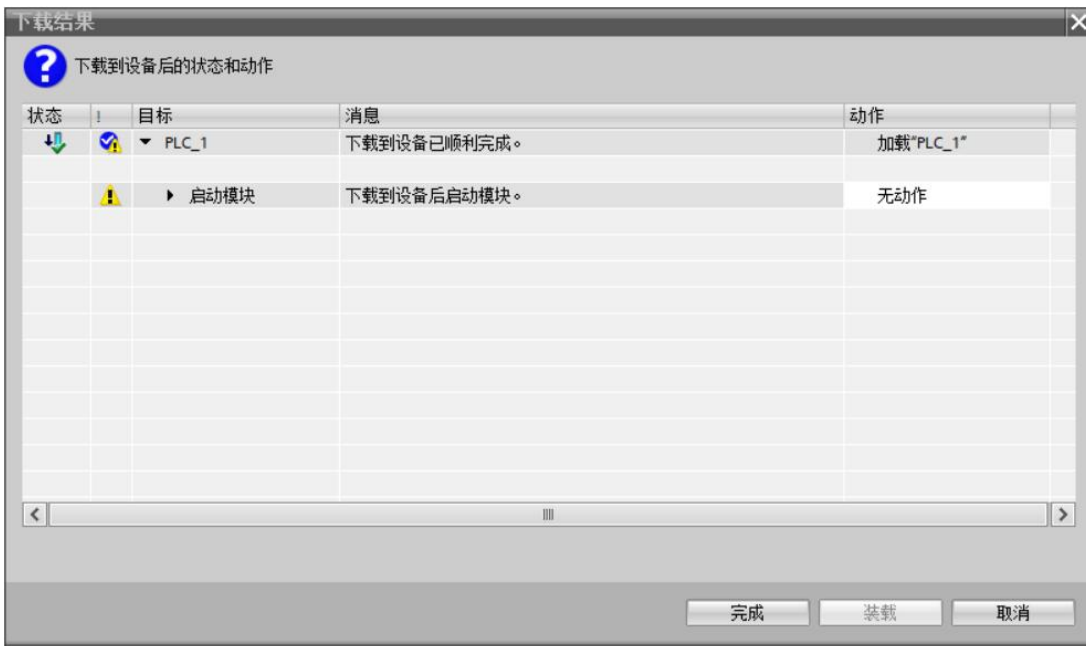 下载结果
下载到设备后的状态和动作
状态 ! 目标 消息 动作
PLC_1 下载到设备已顺利完成。 加载"PLC_1"
启动模块 下载到设备后启动模块。 无动作
完成 装载 取消